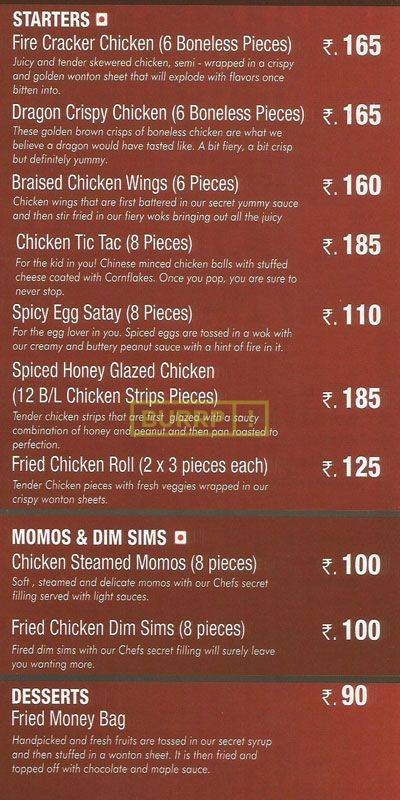 STARTERS
Fire Cracker Chicken (6 Boneless Pieces) ₹. 165
Juicy and tender skewered chicken, semi - wrapped in a crispy
and golden wonton sheet that will explode with flavors once
bitten into.
Dragon Crispy Chicken (6 Boneless Pieces) ₹. 165
These golden brown crisps of boneless chicken are what we
believe a dragon would have tasted like. A bit fiery, a bit crisp
but definitely yummy.
Braised Chicken Wings (6 Pieces) ₹. 160
Chicken wings that are first battered in our secret yummy sauce
and then stir fried in our fiery woks bringing out all the juicy
Chicken Tic Tac (8 Pieces) ₹. 185
For the kid in you! Chinese minced chicken balls with stuffed
cheese coated with Cornflakes. Once you pop, you are sure to
never stop.
Spicy Egg Satay (8 Pieces) ₹. 110
For the egg lover in you. Spiced eggs are tossed in a wok with
our creamy and buttery peanut sauce with a hint of fire in it.
Spiced Honey Glazed Chicken
(12 B/L Chicken Strips Pieces) ₹. 185
Tender chicken strips that are first glazed with a saucy
combination of honey and peanut and then pan roasted to
perfection.
BURRP !
Fried Chicken Roll (2 x 3 pieces each) ₹. 125
Tender Chicken pieces with fresh veggies wrapped in our
crispy wonton sheets.
MOMOS & DIM SIMS
Chicken Steamed Momos (8 pieces) ₹. 100
Soft , steamed and delicate momos with our Chefs secret
filling served with light sauces.
Fried Chicken Dim Sims (8 pieces) ₹. 100
Fired dim sims with our Chefs secret filling will surely leave
you wanting more.
DESSERTS ₹. 90
Fried Money Bag
Handpicked and fresh fruits are tossed in our secret syrup
and then stuffed in a wonton sheet. It is then fried and
topped off with chocolate and maple sauce.